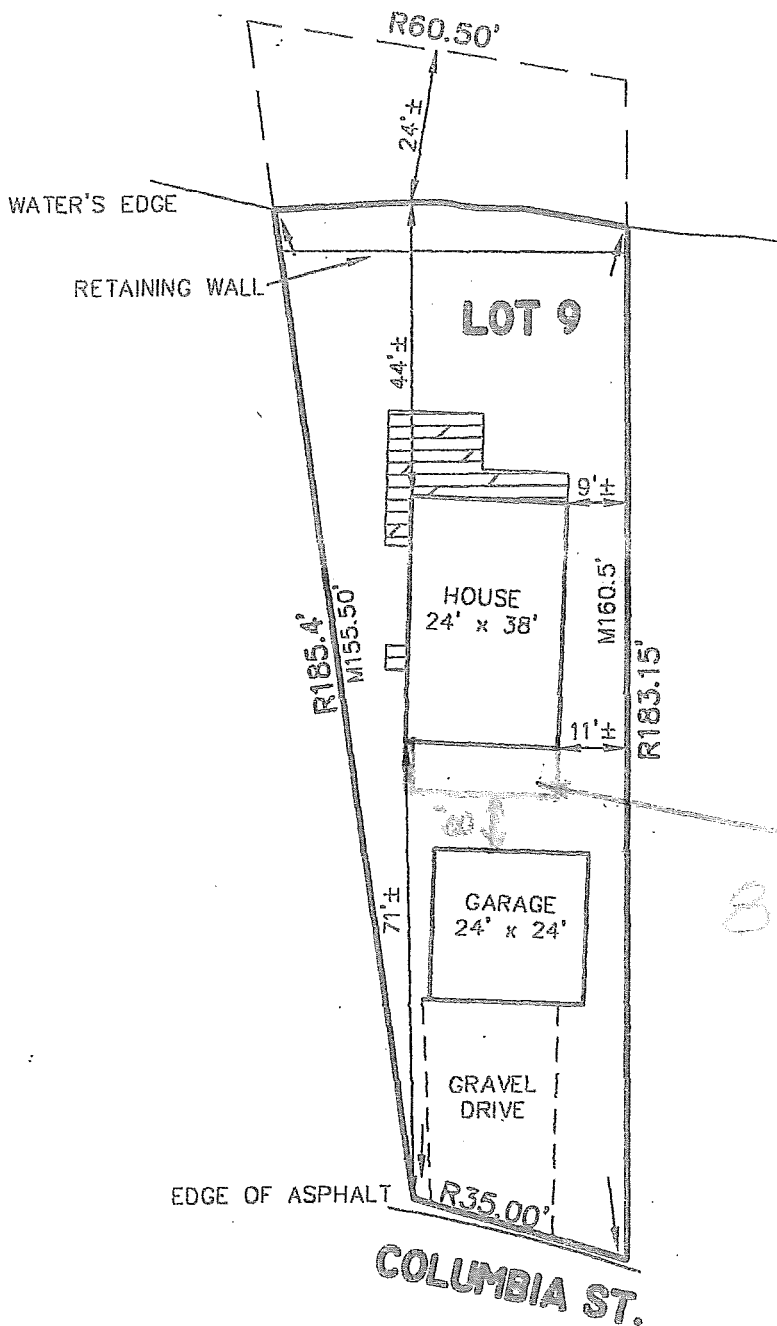 R60.50'
24'±
WATER'S EDGE
RETAINING WALL
LOT 9
44'±
9'±
HOUSE
24' x 38'
M160.5'
R185.4'
M155.50'
R183.15'
11'±
GARAGE
24' x 24'
71'±
GRAVEL
DRIVE
EDGE OF ASPHALT
R35.00'
COLUMBIA ST.